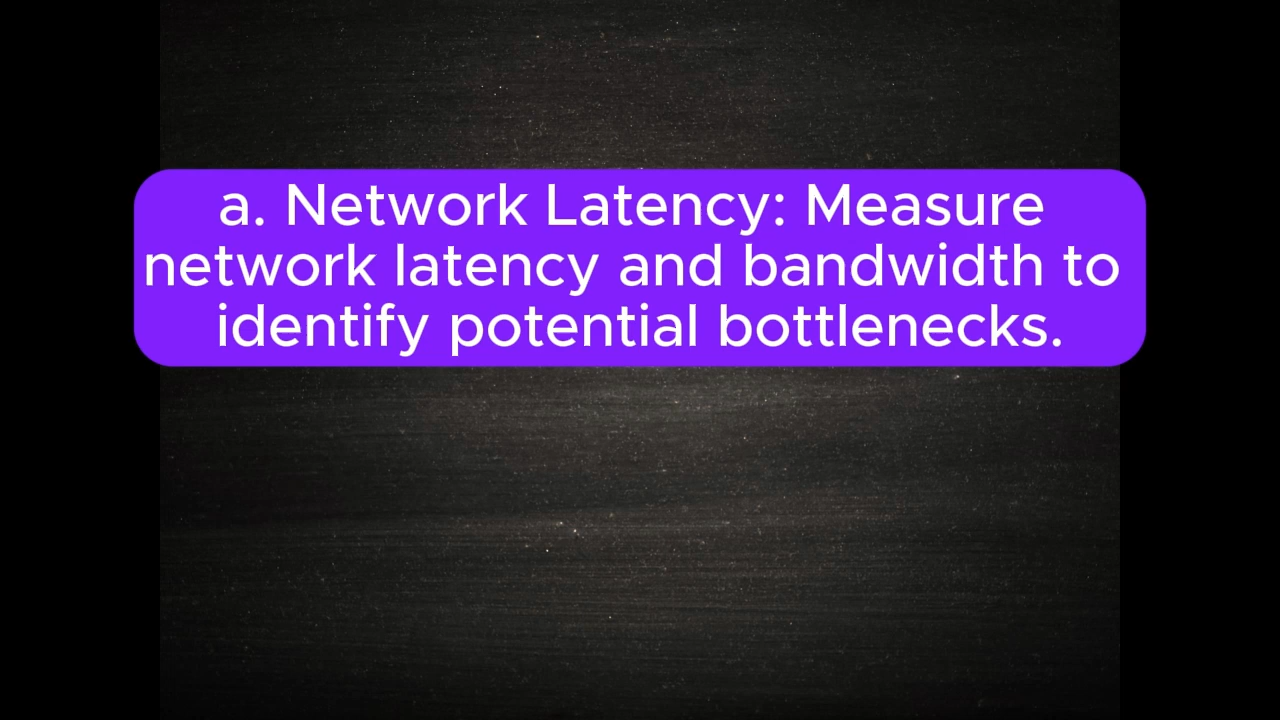 a. Network Latency: Measure
network latency and bandwidth to
identify potential bottlenecks.